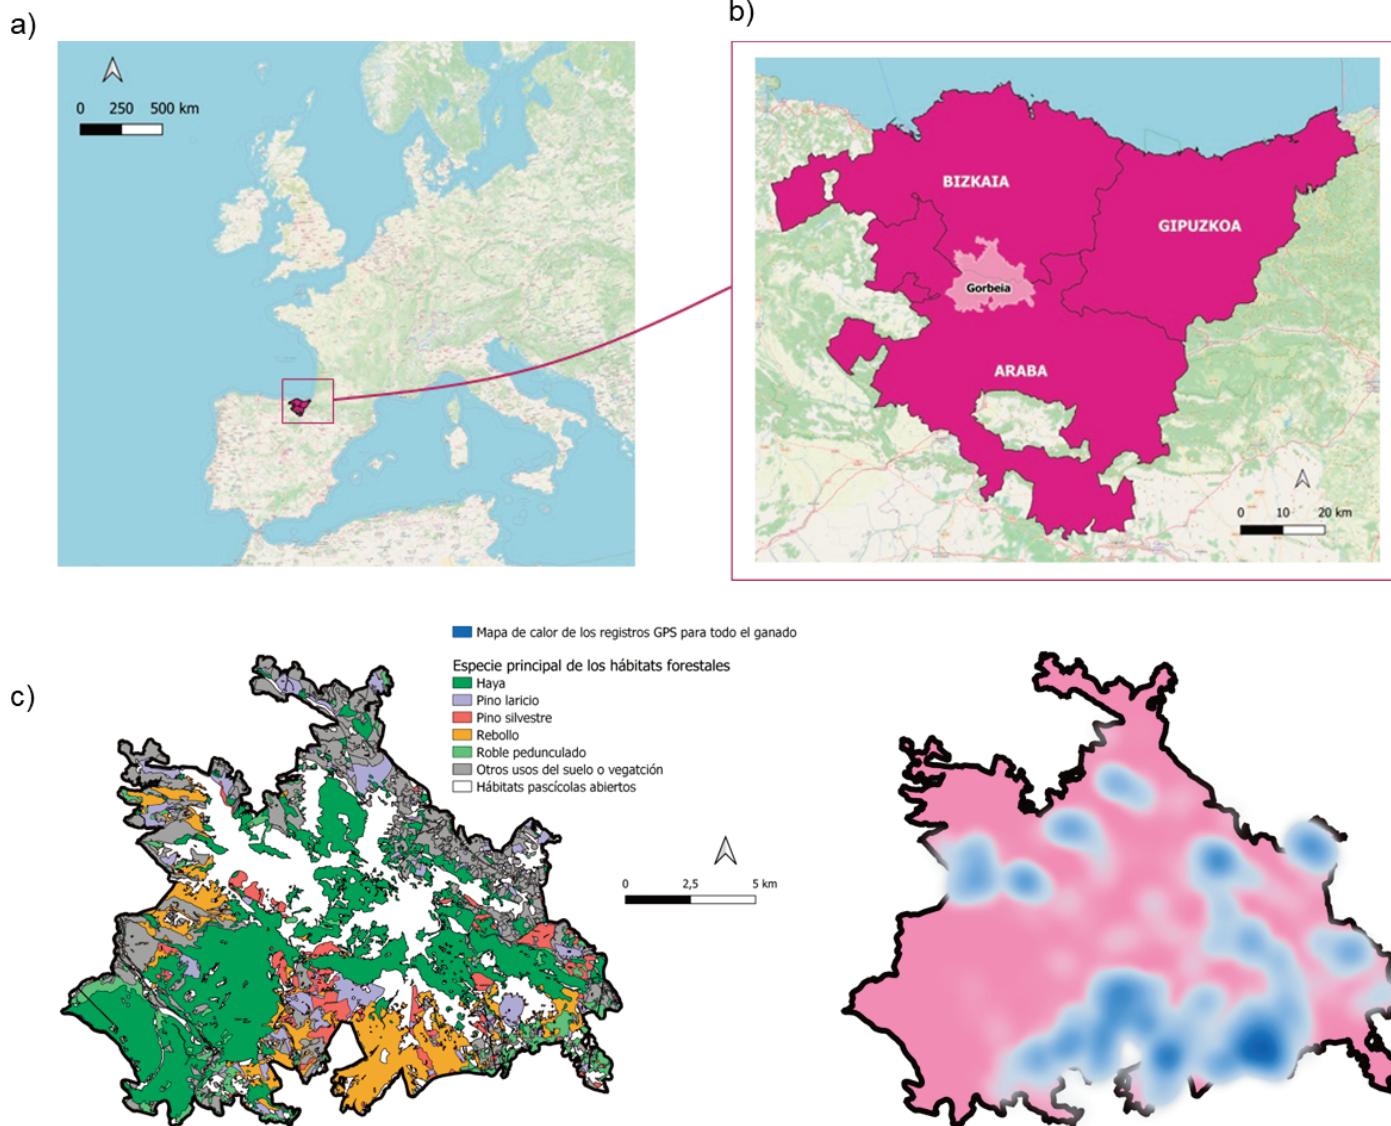 a)
0 250 500 km
b)
BIZKAIA
GIPUZKOA
Gorbeia
ARABA
0 10 20 km
c)
Mapa de calor de los registros GPS para todo el ganado
Especie principal de los hábitats forestales
Haya
Pino laricio
Pino silvestre
Rebollo
Roble pedunculado
Otros usos del suelo o vegatción
Hábitats pascícolas abiertos
0 2,5 5 km